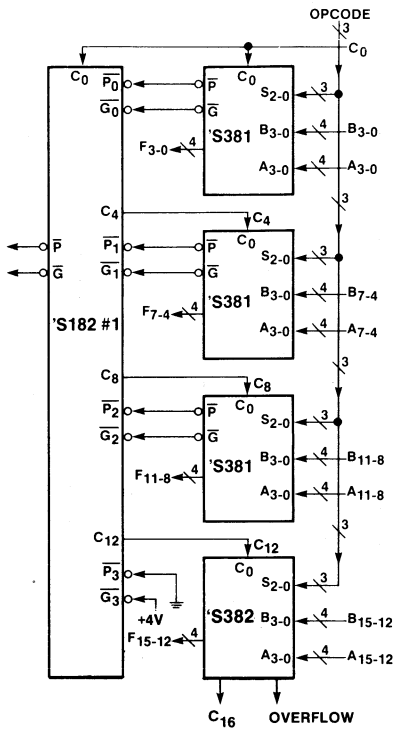 OPCODE
3
C0
C0
P0
P
C0
S2-0
3
G0
G
'S381
B3-0
4
B3-0
F3-0
4
A3-0
4
A3-0
3
C4
C4
P
P1
P
C0
S2-0
3
G
G1
G
'S381
B3-0
4
B7-4
F7-4
4
A3-0
4
A7-4
'S182 #1
3
C8
C8
P2
P
C0
S2-0
3
G2
G
'S381
B3-0
4
B11-8
F11-8
4
A3-0
4
A11-8
3
C12
C12
C0
P3
S2-0
3
G3
+4V
'S382
B3-0
4
B15-12
F15-12
4
A3-0
4
A15-12
C16
OVERFLOW